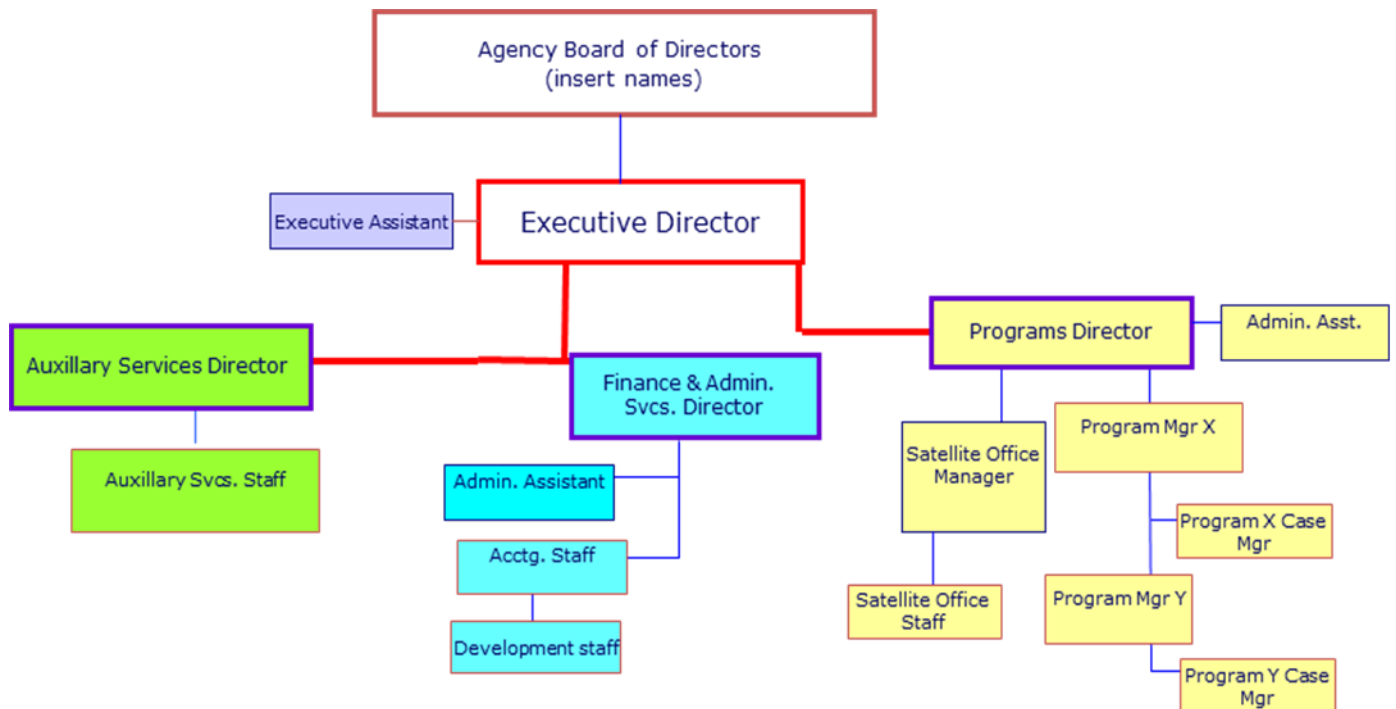 Agency Board of Directors
(insert names)
Executive Assistant
Executive Director
Auxillary Services Director
Finance & Admin.
Svcs. Director
Programs Director
Admin. Asst.
Auxillary Svcs. Staff
Admin. Assistant
Acctg. Staff
Development staff
Satellite Office
Manager
Satellite Office
Staff
Program Mgr X
Program X Case
Mgr
Program Mgr Y
Program Y Case
Mgr